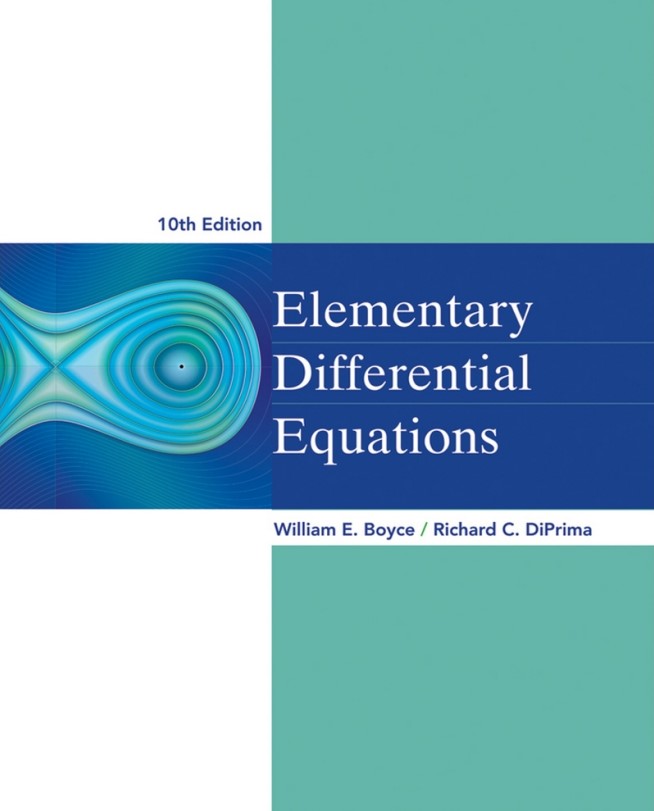 10th Edition
Elementary
Differential
Equations
William E. Boyce / Richard C. DiPrima